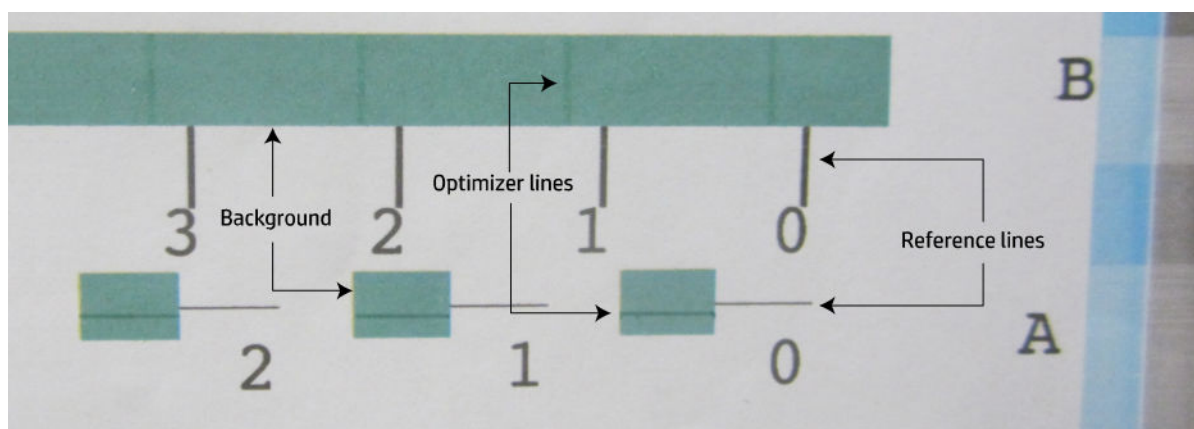 B
Optimizer lines
Background
3 2 1 0
Reference lines
2 1 0
A